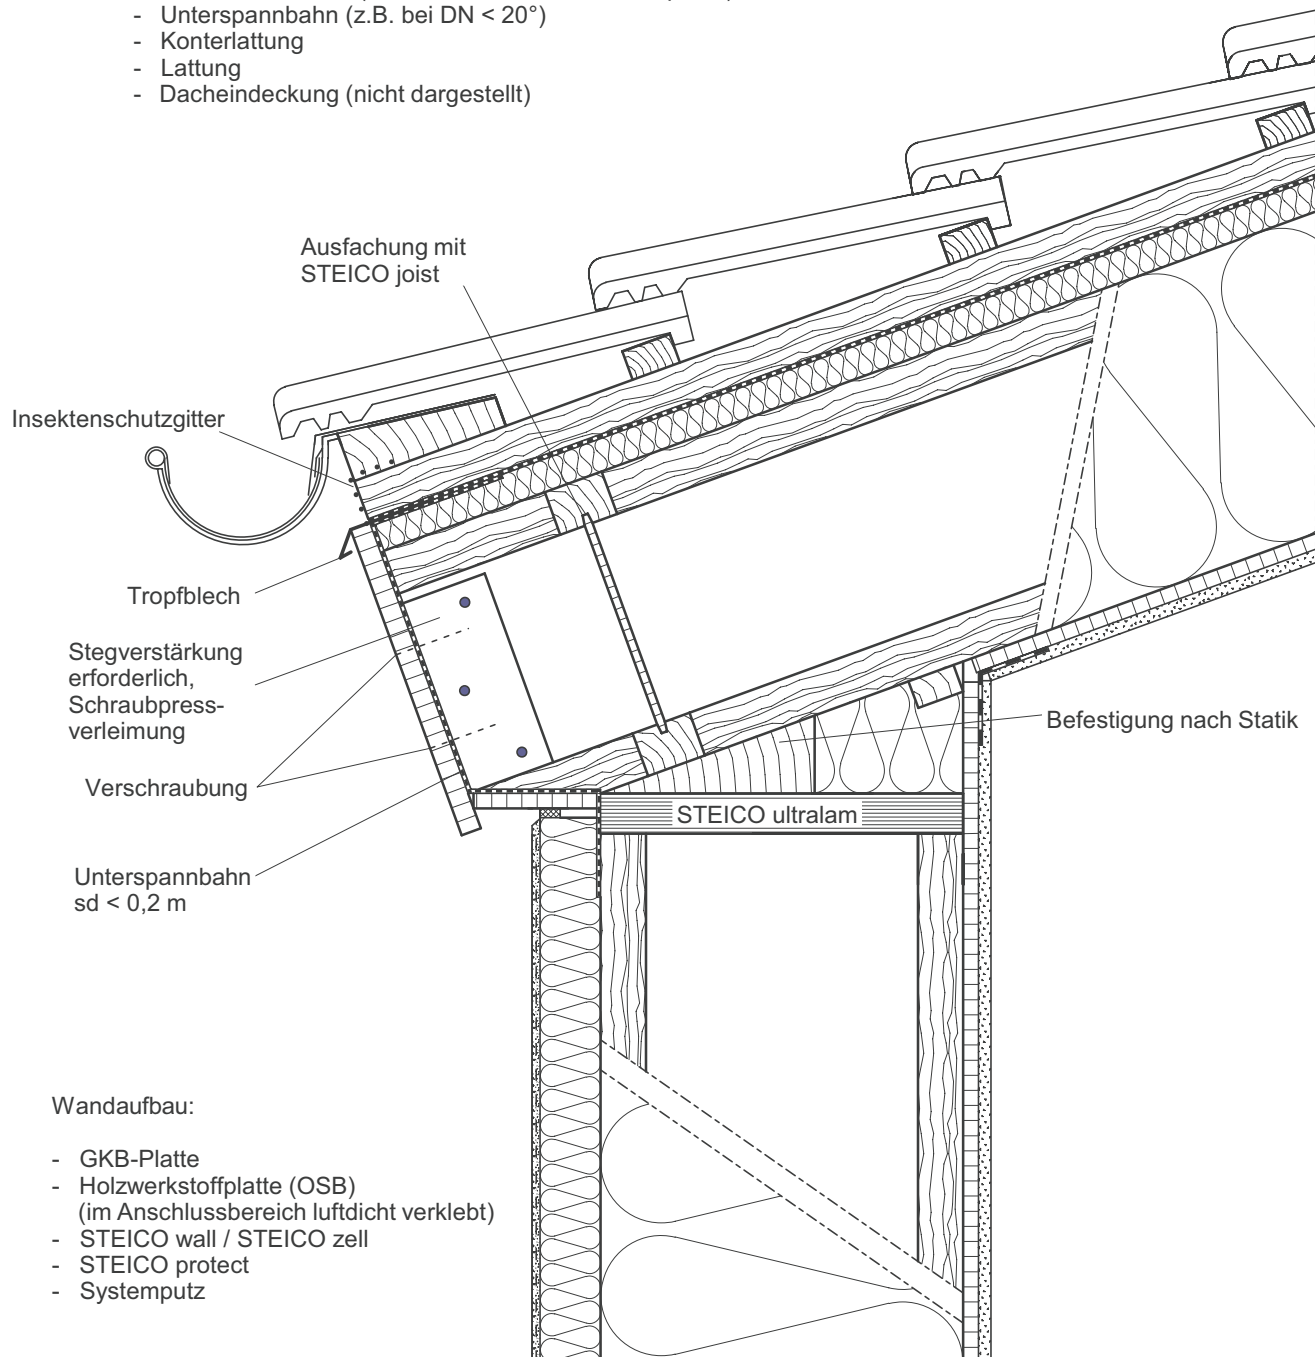 - Unterspannbahn (z.B. bei DN < 20°)
- Konterlattung
- Lattung
- Dacheindeckung (nicht dargestellt)
Ausfachung mit
STEICO joist
Insektenschutzgitter
Tropfblech
Stegverstärkung
erforderlich,
Schraubpress-
verleimung
Befestigung nach Statik
Verschraubung
STEICO ultralam
Unterspannbahn
sd < 0,2 m
Wandaufbau:
- GKB-Platte
- Holzwerkstoffplatte (OSB)
(im Anschlussbereich luftdicht verklebt)
- STEICO wall / STEICO zell
- STEICO protect
- Systemputz